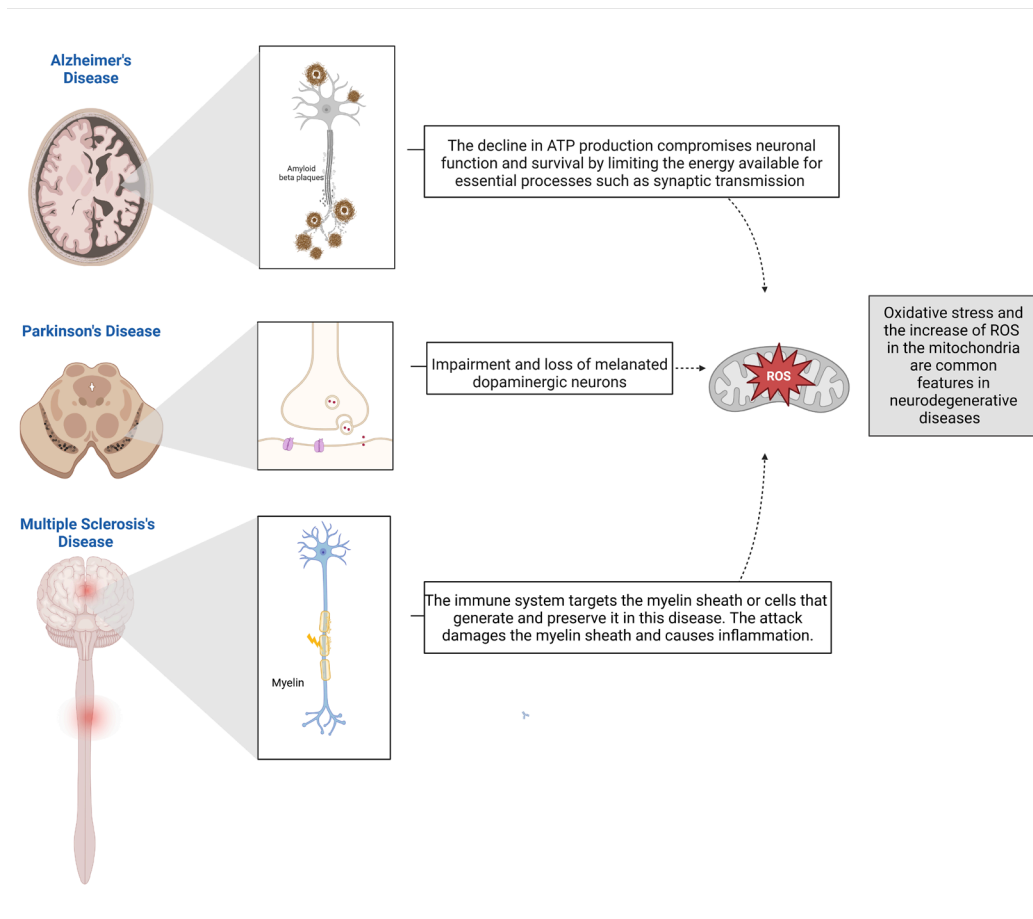 Alzheimer's
Disease
Amyloid
beta plaques
The decline in ATP production compromises neuronal
function and survival by limiting the energy available for
essential processes such as synaptic transmission
Parkinson's Disease
Impairment and loss of melanated
dopaminergic neurons
ROS
Oxidative stress and
the increase of ROS
in the mitochondria
are common
features in
neurodegenerative
diseases
Multiple Sclerosis's
Disease
Myelin
The immune system targets the myelin sheath or cells that
generate and preserve it in this disease. The attack
damages the myelin sheath and causes inflammation.